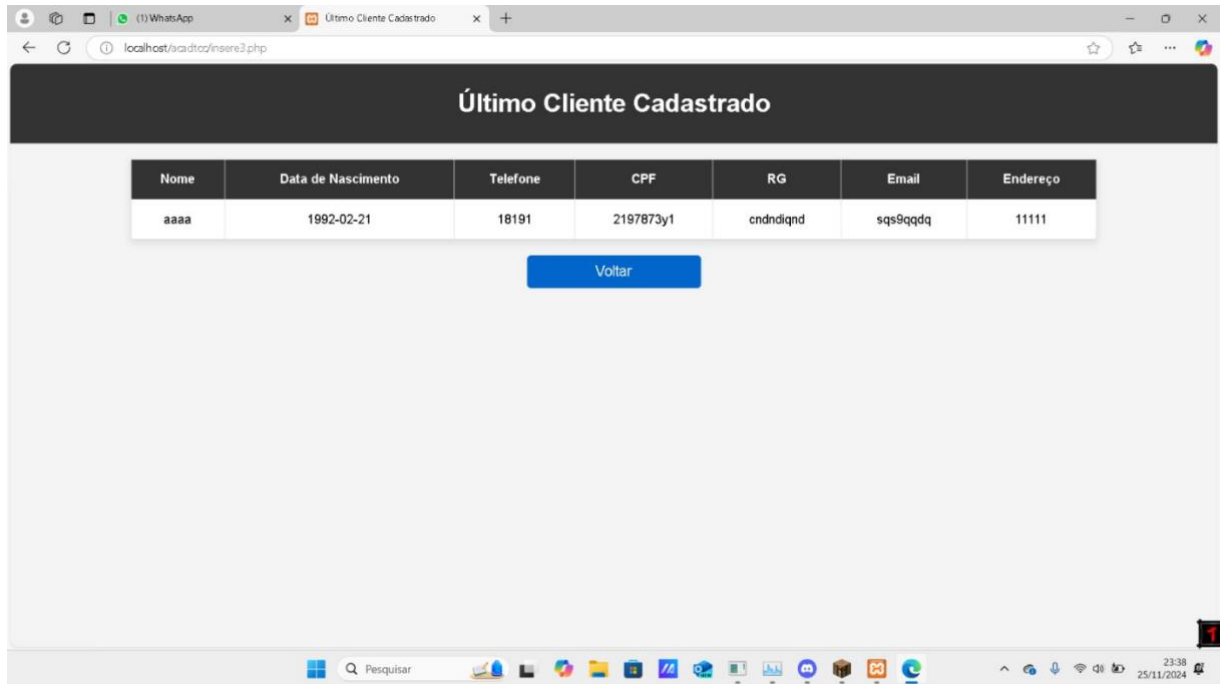 (1) WhatsApp
Último Cliente Cadastrado
localhost/acadtcc/insere3.php
Último Cliente Cadastrado
Nome Data de Nascimento Telefone CPF RG Email Endereço
aaaa 1992-02-21 18191 2197873y1 cndndiqnd sqs9qqdq 11111
Voltar
1
Pesquisar
23:38
25/11/2024